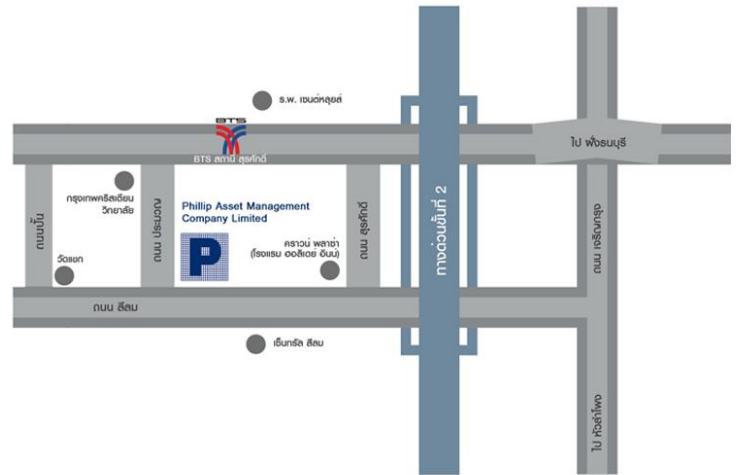 ร.พ. เซนต์หลุยส์
BTS
BTS สถานี สุรศักดิ์
ไป ฝั่งธนบุรี
กรุงเทพคริสเตียน
วิทยาลัย
ถนนปั้น
ถนน ประมวญ
Phillip Asset Management
Company Limited
P
คราวน์ พลาซ่า
(โรงแรม ฮอลิเดย์ อินน์)
ถนน สุรศักดิ์
ทางด่วนขั้นที่ 2
ถนน เจริญกรุง
วัดแขก
ถนน สีลม
เซ็นทรัล สีลม
ไป หัวลำโพง